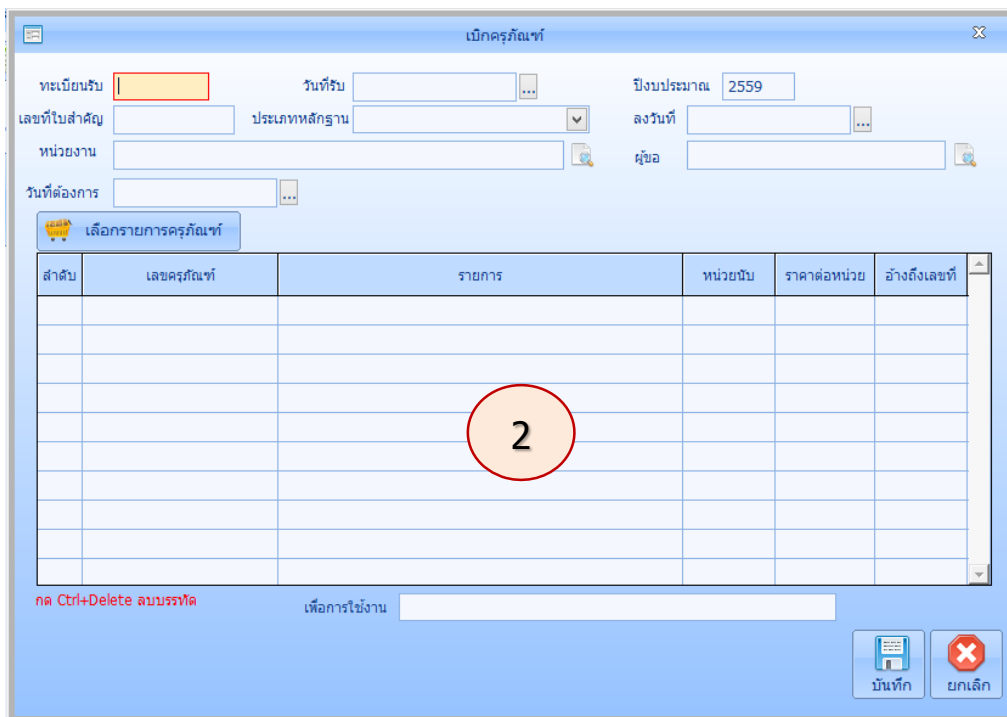 เบิกครุภัณฑ์
ทะเบียนรับ วันที่รับ ... ปีงบประมาณ 2559
เลขที่ใบสำคัญ ประเภทหลักฐาน ลงวันที่ ...
หน่วยงาน ผู้ขอ
วันที่ต้องการ ...
เลือกรายการครุภัณฑ์
ลำดับ เลขครุภัณฑ์ รายการ หน่วยนับ ราคาต่อหน่วย อ้างถึงเลขที่
2
กด Ctrl+Delete ลบบรรทัด เพื่อการใช้งาน
บันทึก ยกเลิก